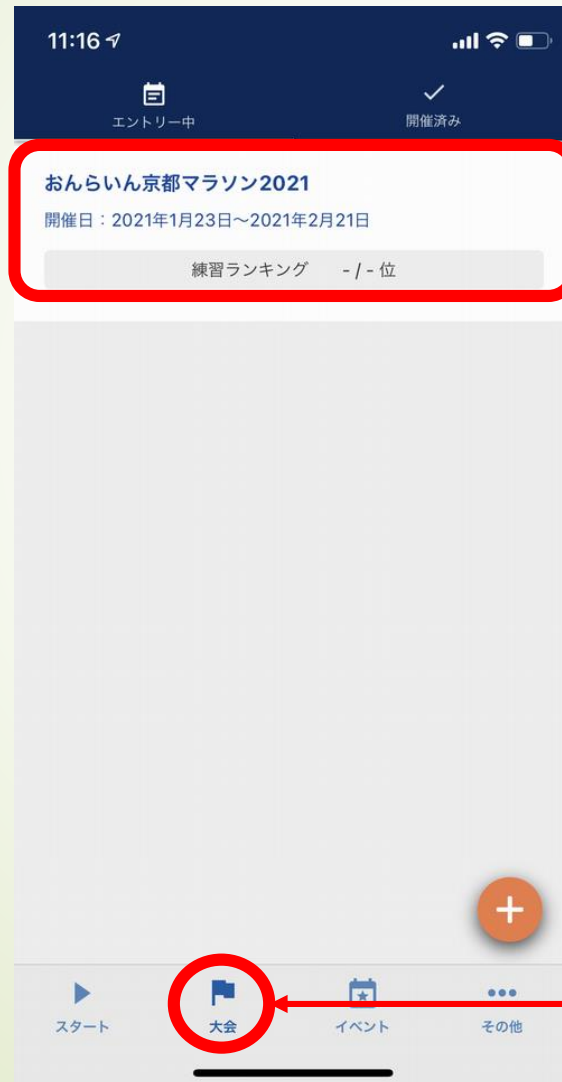 11:16
エントリー中
開催済み
おんらいん京都マラソン2021
開催日：2021年1月23日～2021年2月21日
練習ランキング - / - 位
スタート
大会
イベント
その他